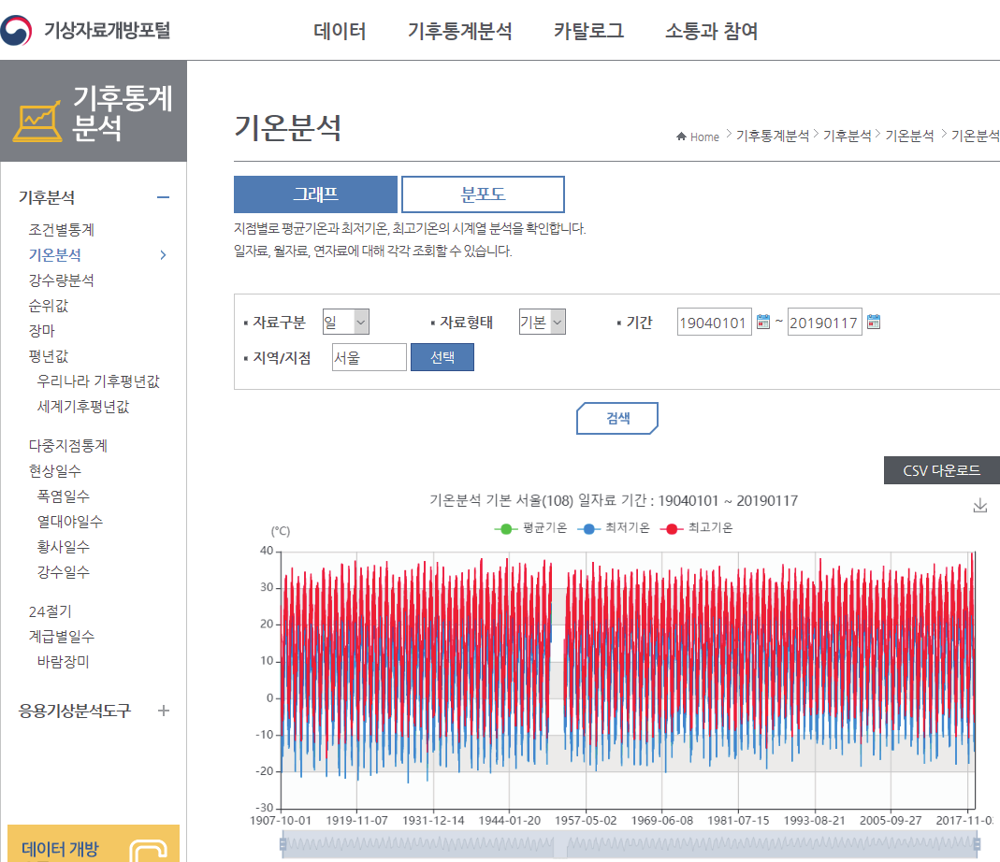 기상자료개방포털
데이터
기후통계분석
카탈로그
소통과 참여
기후통계
분석
기후분석
조건별통계
기온분석
강수량분석
순위값
장마
평년값
우리나라 기후평년값
세계기후평년값
다중지점통계
현상일수
폭염일수
열대야일수
황사일수
강수일수
24절기
계급별일수
바람장미
응용기상분석도구
데이터 개방
기온분석
Home 기후통계분석 기후분석 기온분석 기온분석
그래프
분포도
지점별로 평균기온과 최저기온, 최고기온의 시계열 분석을 확인합니다.
일자료, 월자료, 연자료에 대해 각각 조회할 수 있습니다.
자료구분 일 자료형태 기본 기간 19040101 ~ 20190117
지역/지점 서울 선택
검색
CSV 다운로드
기온분석 기본 서울(108) 일자료 기간 : 19040101 ~ 20190117
평균기온 최저기온 최고기온
(°C)
40
30
20
10
0
-10
-20
-30
1907-10-01 1919-11-07 1931-12-14 1944-01-20 1957-05-02 1969-06-08 1981-07-15 1993-08-21 2005-09-27 2017-11-0